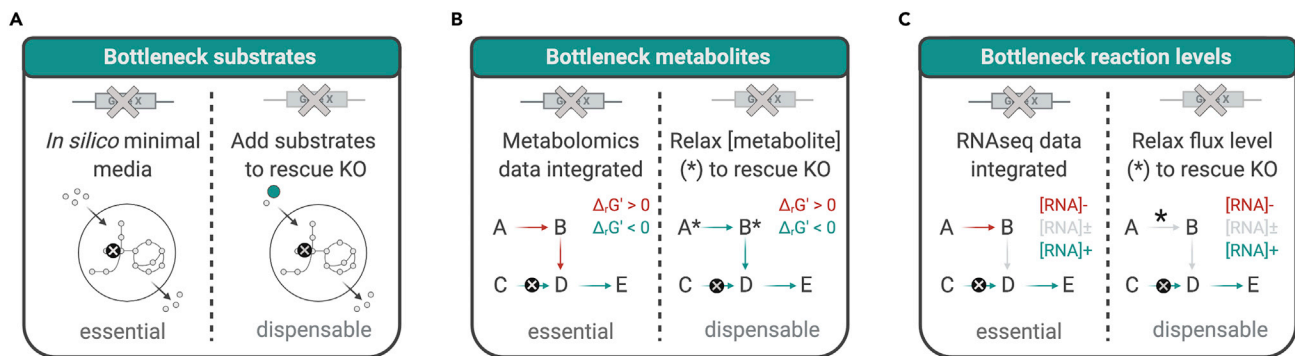 A
Bottleneck substrates
In silico minimal
media
essential
Add substrates
to rescue KO
dispensable
B
Bottleneck metabolites
Metabolomics
data integrated
ΔrG' > 0
ΔrG' < 0
A B
C D E
essential
Relax [metabolite]
(*) to rescue KO
ΔrG' > 0
ΔrG' < 0
A* B*
C D E
dispensable
C
Bottleneck reaction levels
RNAseq data
integrated
[RNA]-
[RNA]±
[RNA]+
A B
C D E
essential
Relax flux level
(*) to rescue KO
[RNA]-
[RNA]±
[RNA]+
A * B
C D E
dispensable